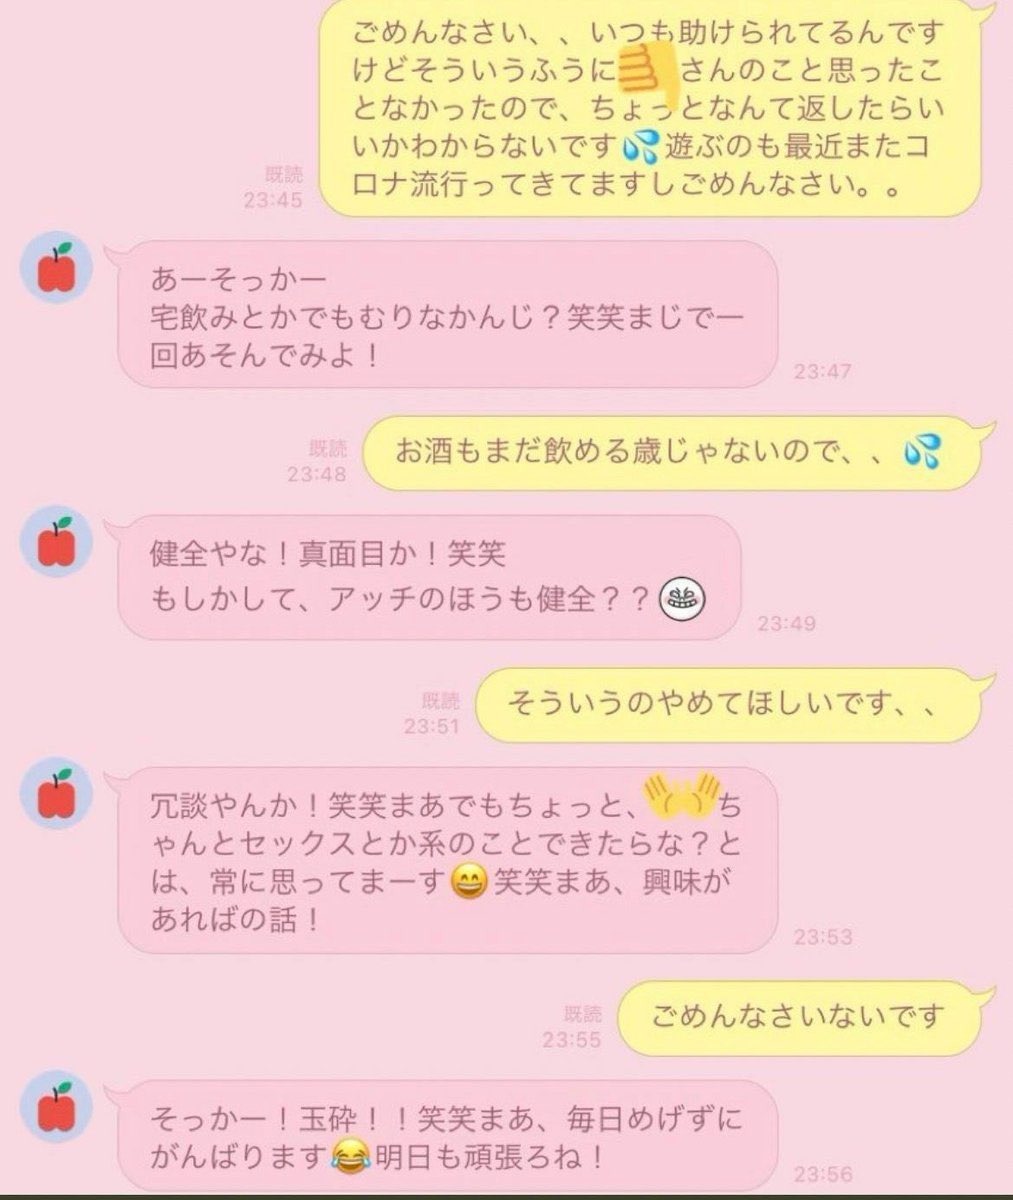 ごめんなさい、、いつも助けられてるんです
けどそういうふうにさんのこと思ったこ
となかったので、ちょっとなんて返したらい
いかわからないです💦遊ぶのも最近またコ
ロナ流行ってきてますしごめんなさい。。
既読
23:45
あーそっかー
宅飲みとかでもむりなかんじ？笑笑まじで一
回あそんでみよ！
23:47
お酒もまだ飲める歳じゃないので、、💦
既読
23:48
健全やな！真面目か！笑笑
もしかして、アッチのほうも健全？？
23:49
そういうのやめてほしいです、、
既読
23:51
冗談やんか！笑笑まあでもちょっと、ち
ゃんとセックスとか系のことできたらな？と
は、常に思ってまーす😄笑笑まあ、興味が
あればの話！
23:53
ごめんなさいないです
既読
23:55
そっかー！玉砕！！笑笑まあ、毎日めげずに
がんばります😂明日も頑張ろね！
23:56